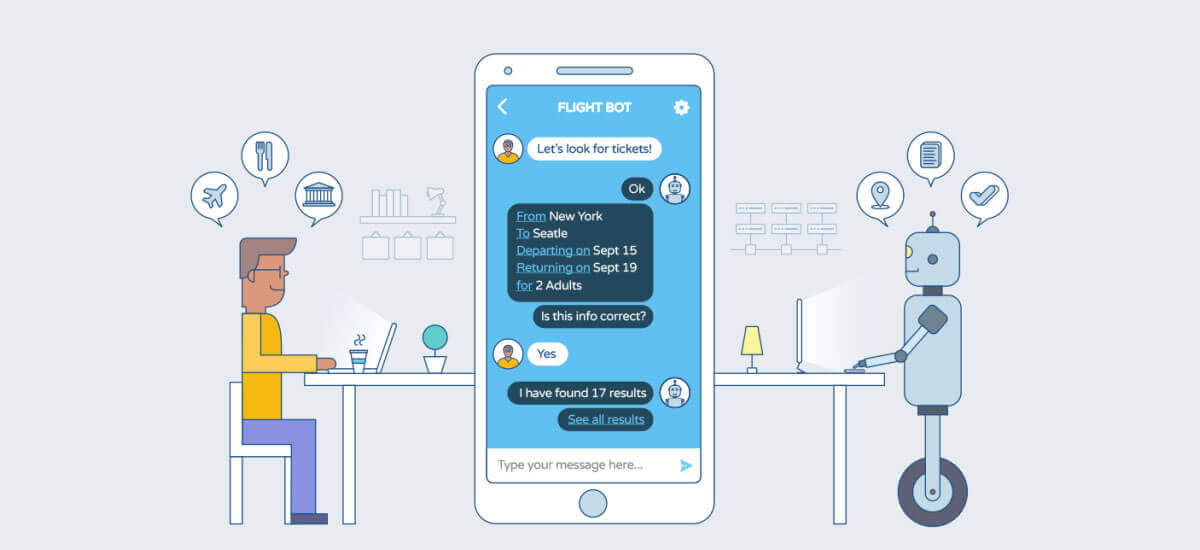 FLIGHT BOT
Let's look for tickets!
Ok
From New York
To Seatle
Departing on Sept 15
Returning on Sept 19
for 2 Adults
Is this info correct?
Yes
I have found 17 results
See all results
Type your message here...